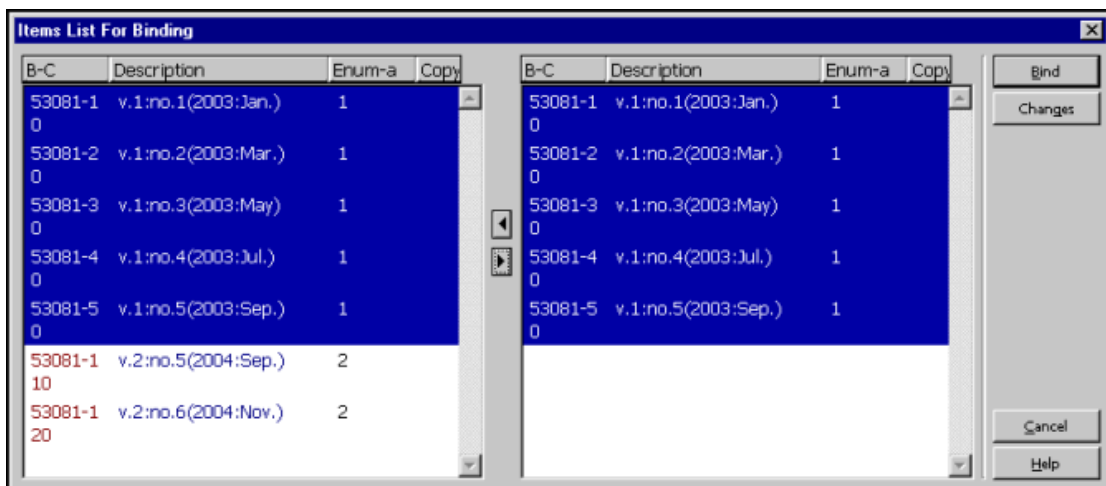 Items List For Binding
B-C Description Enum-a Copy
53081-1 v.1:no.1(2003:Jan.) 1
0
53081-2 v.1:no.2(2003:Mar.) 1
0
53081-3 v.1:no.3(2003:May) 1
0
53081-4 v.1:no.4(2003:Jul.) 1
0
53081-5 v.1:no.5(2003:Sep.) 1
0
53081-1 v.2:no.5(2004:Sep.) 2
10
53081-1 v.2:no.6(2004:Nov.) 2
20
B-C Description Enum-a Copy
53081-1 v.1:no.1(2003:Jan.) 1
0
53081-2 v.1:no.2(2003:Mar.) 1
0
53081-3 v.1:no.3(2003:May) 1
0
53081-4 v.1:no.4(2003:Jul.) 1
0
53081-5 v.1:no.5(2003:Sep.) 1
0
Bind
Changes
Cancel
Help